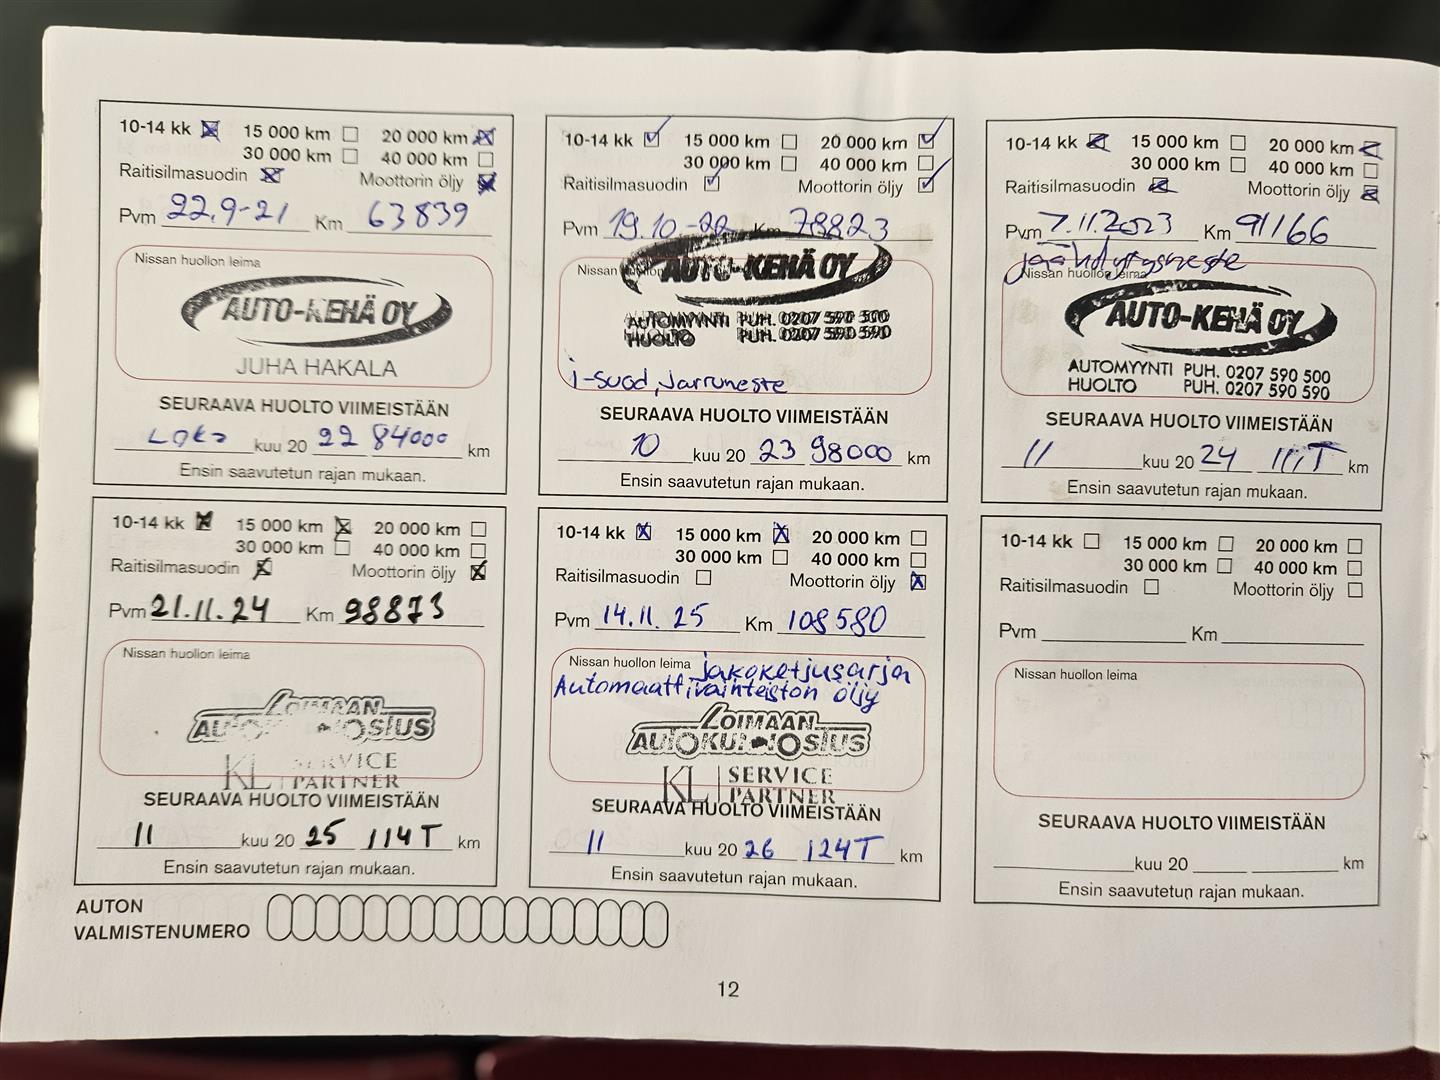 10-14 kk 15 000 km 20 000 km
30 000 km 40 000 km
Raitisilmasuodin Moottorin öljy
Pvm 22.9-21 Km 63839
Nissan huollon leima
AUTO-KEHÄ OY
JUHA HAKALA
SEURAAVA HUOLTO VIIMEISTÄÄN
Loka kuu 20 22 84000 km
Ensin saavutetun rajan mukaan.
10-14 kk 15 000 km 20 000 km
30 000 km 40 000 km
Raitisilmasuodin Moottorin öljy
Pvm 19.10-22 Km 78823
Nissan huollon
AUTO-KEHÄ OY
AUTOMYYNTI PUH. 0207 590 500
HUOLTO PUH. 0207 590 590
i-suod, Jarruneste
SEURAAVA HUOLTO VIIMEISTÄÄN
10 kuu 20 23 98000 km
Ensin saavutetun rajan mukaan.
10-14 kk 15 000 km 20 000 km
30 000 km 40 000 km
Raitisilmasuodin Moottorin öljy
Pvm 7.11.2023 Km 91166
jäähdytysneste
Nissan huollon leima
AUTO-KEHÄ OY
AUTOMYYNTI PUH. 0207 590 500
HUOLTO PUH. 0207 590 590
SEURAAVA HUOLTO VIIMEISTÄÄN
11 kuu 20 24 111T km
Ensin saavutetun rajan mukaan.
10-14 kk 15 000 km 20 000 km
30 000 km 40 000 km
Raitisilmasuodin Moottorin öljy
Pvm 21.11.24 Km 98873
Nissan huollon leima
LOIMAAN
AUTOKUNNOSTUS
KL SERVICE
PARTNER
SEURAAVA HUOLTO VIIMEISTÄÄN
11 kuu 20 25 114T km
Ensin saavutetun rajan mukaan.
10-14 kk 15 000 km 20 000 km
30 000 km 40 000 km
Raitisilmasuodin Moottorin öljy
Pvm 14.11.25 Km 108580
Nissan huollon leima jakoketjusarja
Automaattivaihteiston öljy
LOIMAAN
AUTOKUNNOSTUS
KL SERVICE
PARTNER
SEURAAVA HUOLTO VIIMEISTÄÄN
11 kuu 20 26 124T km
Ensin saavutetun rajan mukaan.
10-14 kk 15 000 km 20 000 km
30 000 km 40 000 km
Raitisilmasuodin Moottorin öljy
Pvm Km
Nissan huollon leima
SEURAAVA HUOLTO VIIMEISTÄÄN
kuu 20 km
Ensin saavutetun rajan mukaan.
AUTON
VALMISTENUMERO
12